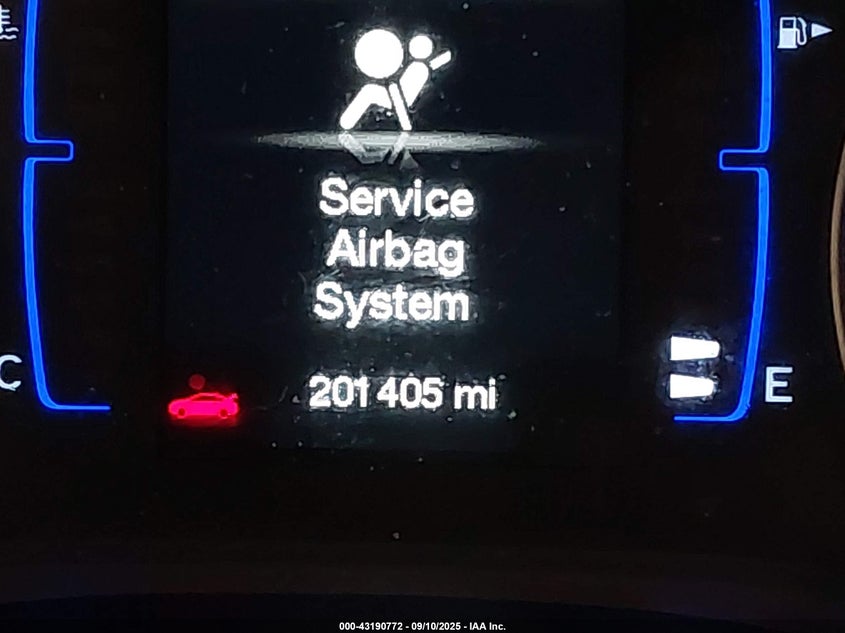 Service
Airbag
System
C
201405 mi
E
000-43190772 - 09/10/2025 - IAA Inc.